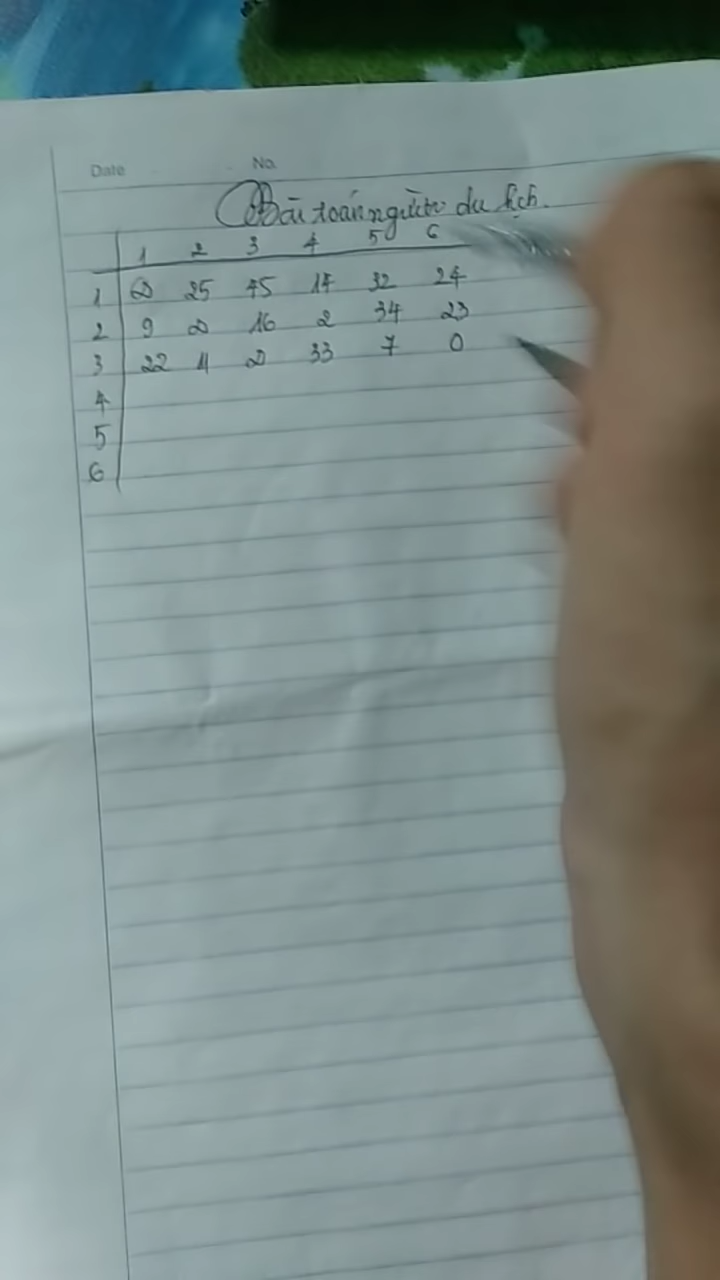 Date No.
Bài toán người du lịch.
1 2 3 4 5 6
1 ∞ 25 45 14 32 24
2 9 ∞ 16 2 34 23
3 22 11 ∞ 33 7 0
4
5
6